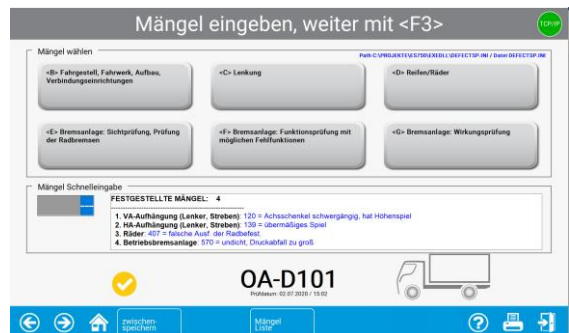 Mängel eingeben, weiter mit <F3>
TCP/IP
Mängel wählen
Path:C:\PROJEKTE\ES750\EXEDLL\DEFECTSP.INI / Datei:DEFECTSP.INI
<B> Fahrgestell, Fahrwerk, Aufbau,
Verbindungseinrichtungen
<C> Lenkung
<D> Reifen/Räder
<E> Bremsanlage: Sichtprüfung, Prüfung
der Radbremsen
<F> Bremsanlage: Funktionsprüfung mit
möglichen Fehlfunktionen
<G> Bremsanlage: Wirkungsprüfung
Mängel Schnelleingabe
FESTGESTELLTE MÄNGEL: 4
1. VA-Aufhängung (Lenker, Streben): 120 = Achsschenkel schwergängig, hat Höhenspiel
2. HA-Aufhängung (Lenker, Streben): 139 = übermäßiges Spiel
3. Räder: 407 = falsche Ausf. der Radbefest.
4. Betriebsbremsanlage: 570 = undicht, Druckabfall zu groß
OA-D101
Prüfdatum: 02.07.2020 / 15:02
zwischen-
speichern
Mängel
Liste